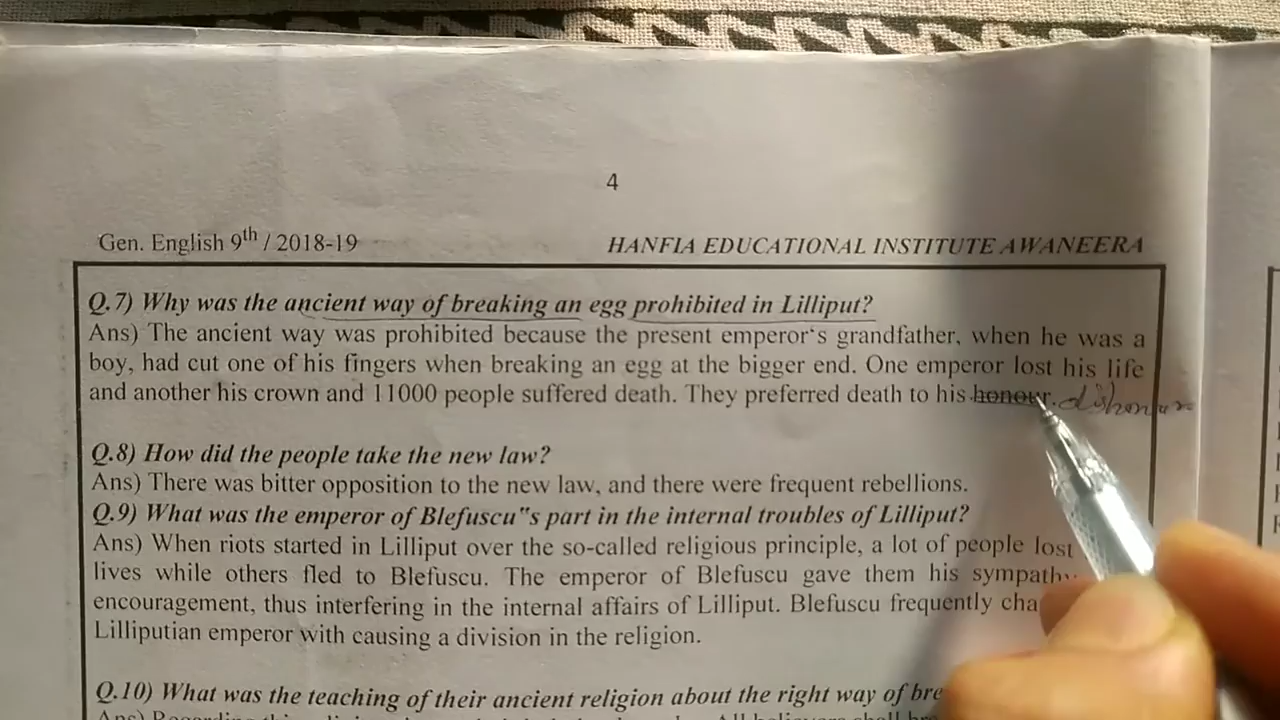 4
Gen. English 9th / 2018-19 HANFIA EDUCATIONAL INSTITUTE AWANEERA
Q.7) Why was the ancient way of breaking an egg prohibited in Lilliput?
Ans) The ancient way was prohibited because the present emperor's grandfather, when he was a
boy, had cut one of his fingers when breaking an egg at the bigger end. One emperor lost his life
and another his crown and 11000 people suffered death. They preferred death to his honour. dishonour
Q.8) How did the people take the new law?
Ans) There was bitter opposition to the new law, and there were frequent rebellions.
Q.9) What was the emperor of Blefuscu"s part in the internal troubles of Lilliput?
Ans) When riots started in Lilliput over the so-called religious principle, a lot of people lost
lives while others fled to Blefuscu. The emperor of Blefuscu gave them his sympathy
encouragement, thus interfering in the internal affairs of Lilliput. Blefuscu frequently
Lilliputian emperor with causing a division in the religion.
Q.10) What was the teaching of their ancient religion about the right way of